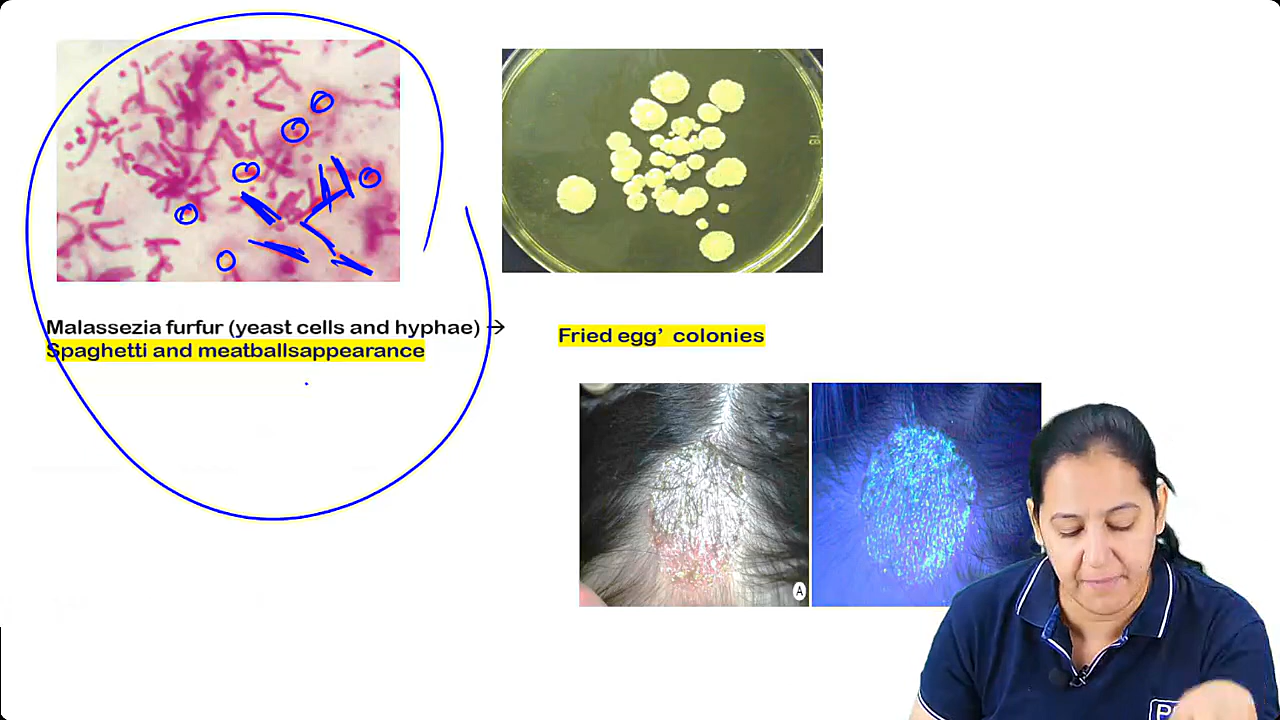 Malassezia furfur (yeast cells and hyphae) →
Spaghetti and meatballsappearance
Fried egg’ colonies
A